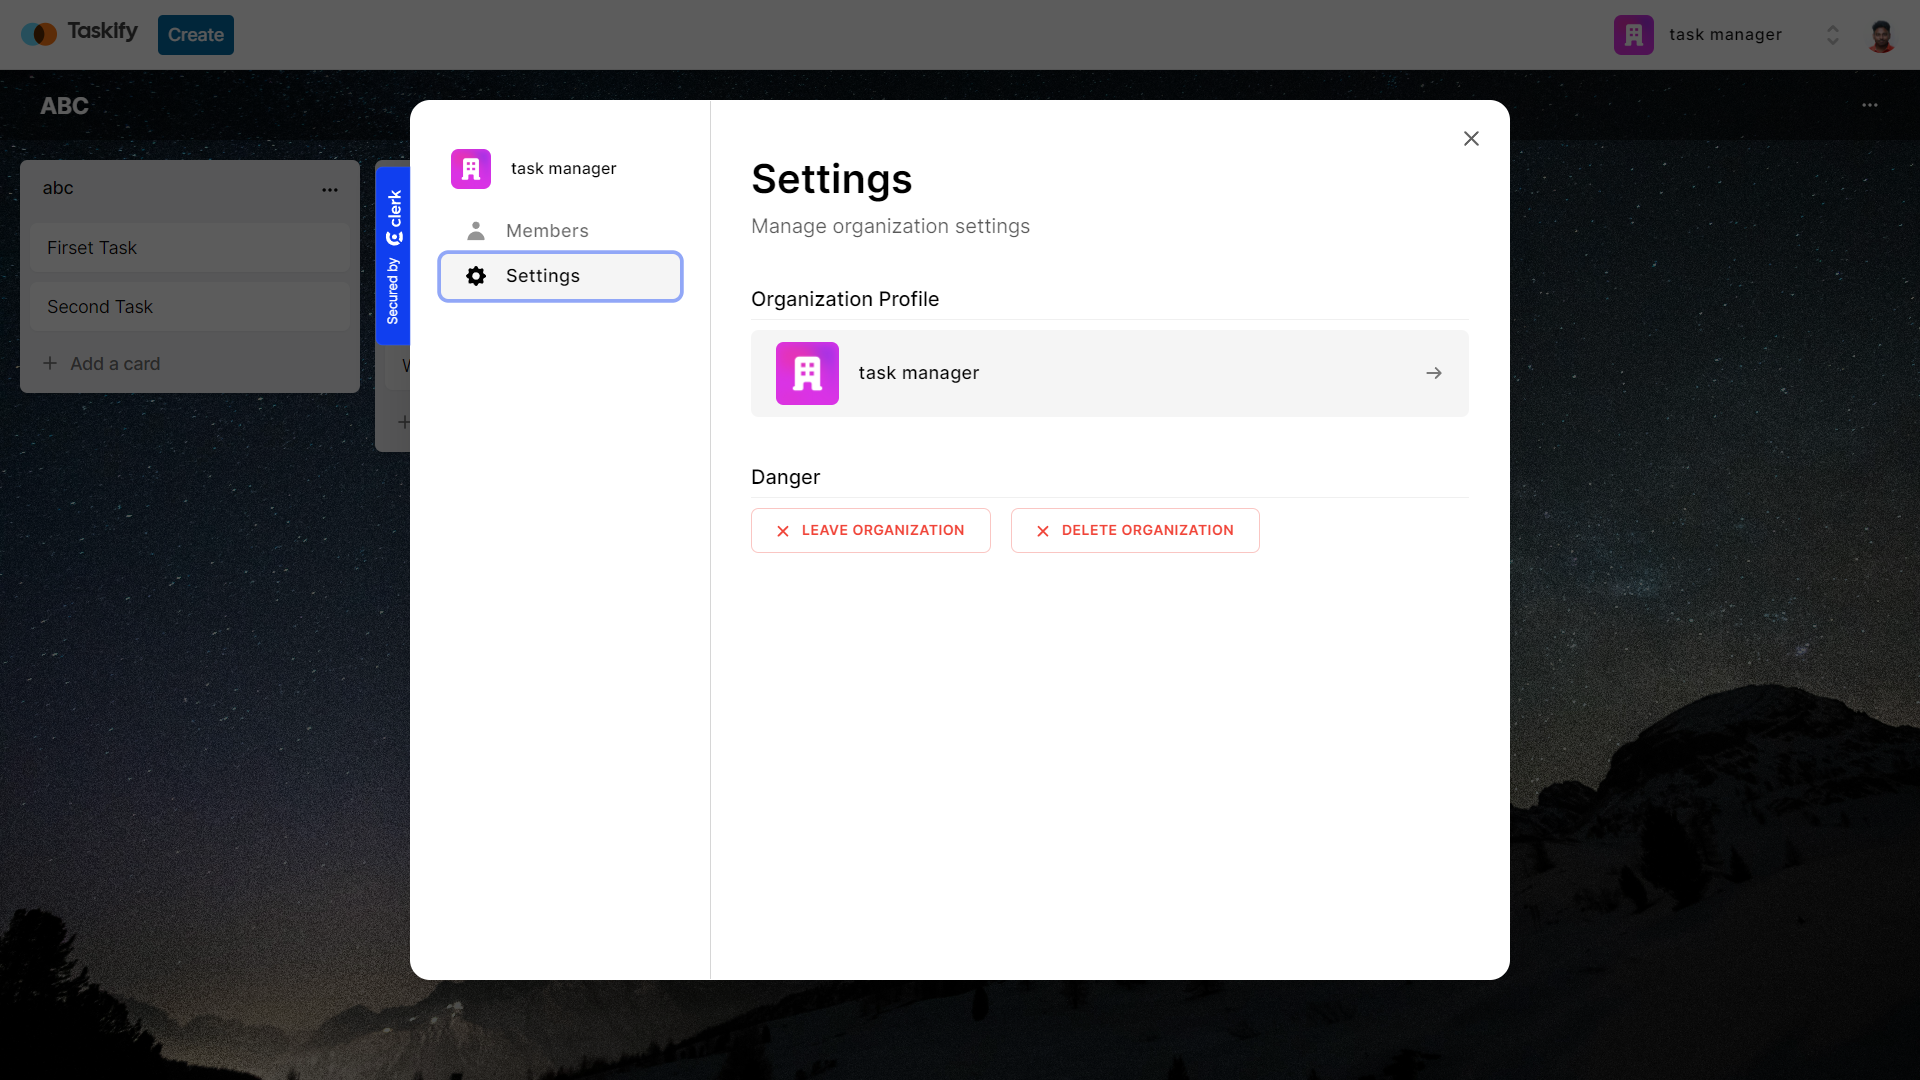 Taskify
Create
task manager
ABC
abc
Firset Task
Second Task
Add a card
Secured by clerk
task manager
Members
Settings
Settings
Manage organization settings
Organization Profile
task manager
Danger
LEAVE ORGANIZATION
DELETE ORGANIZATION